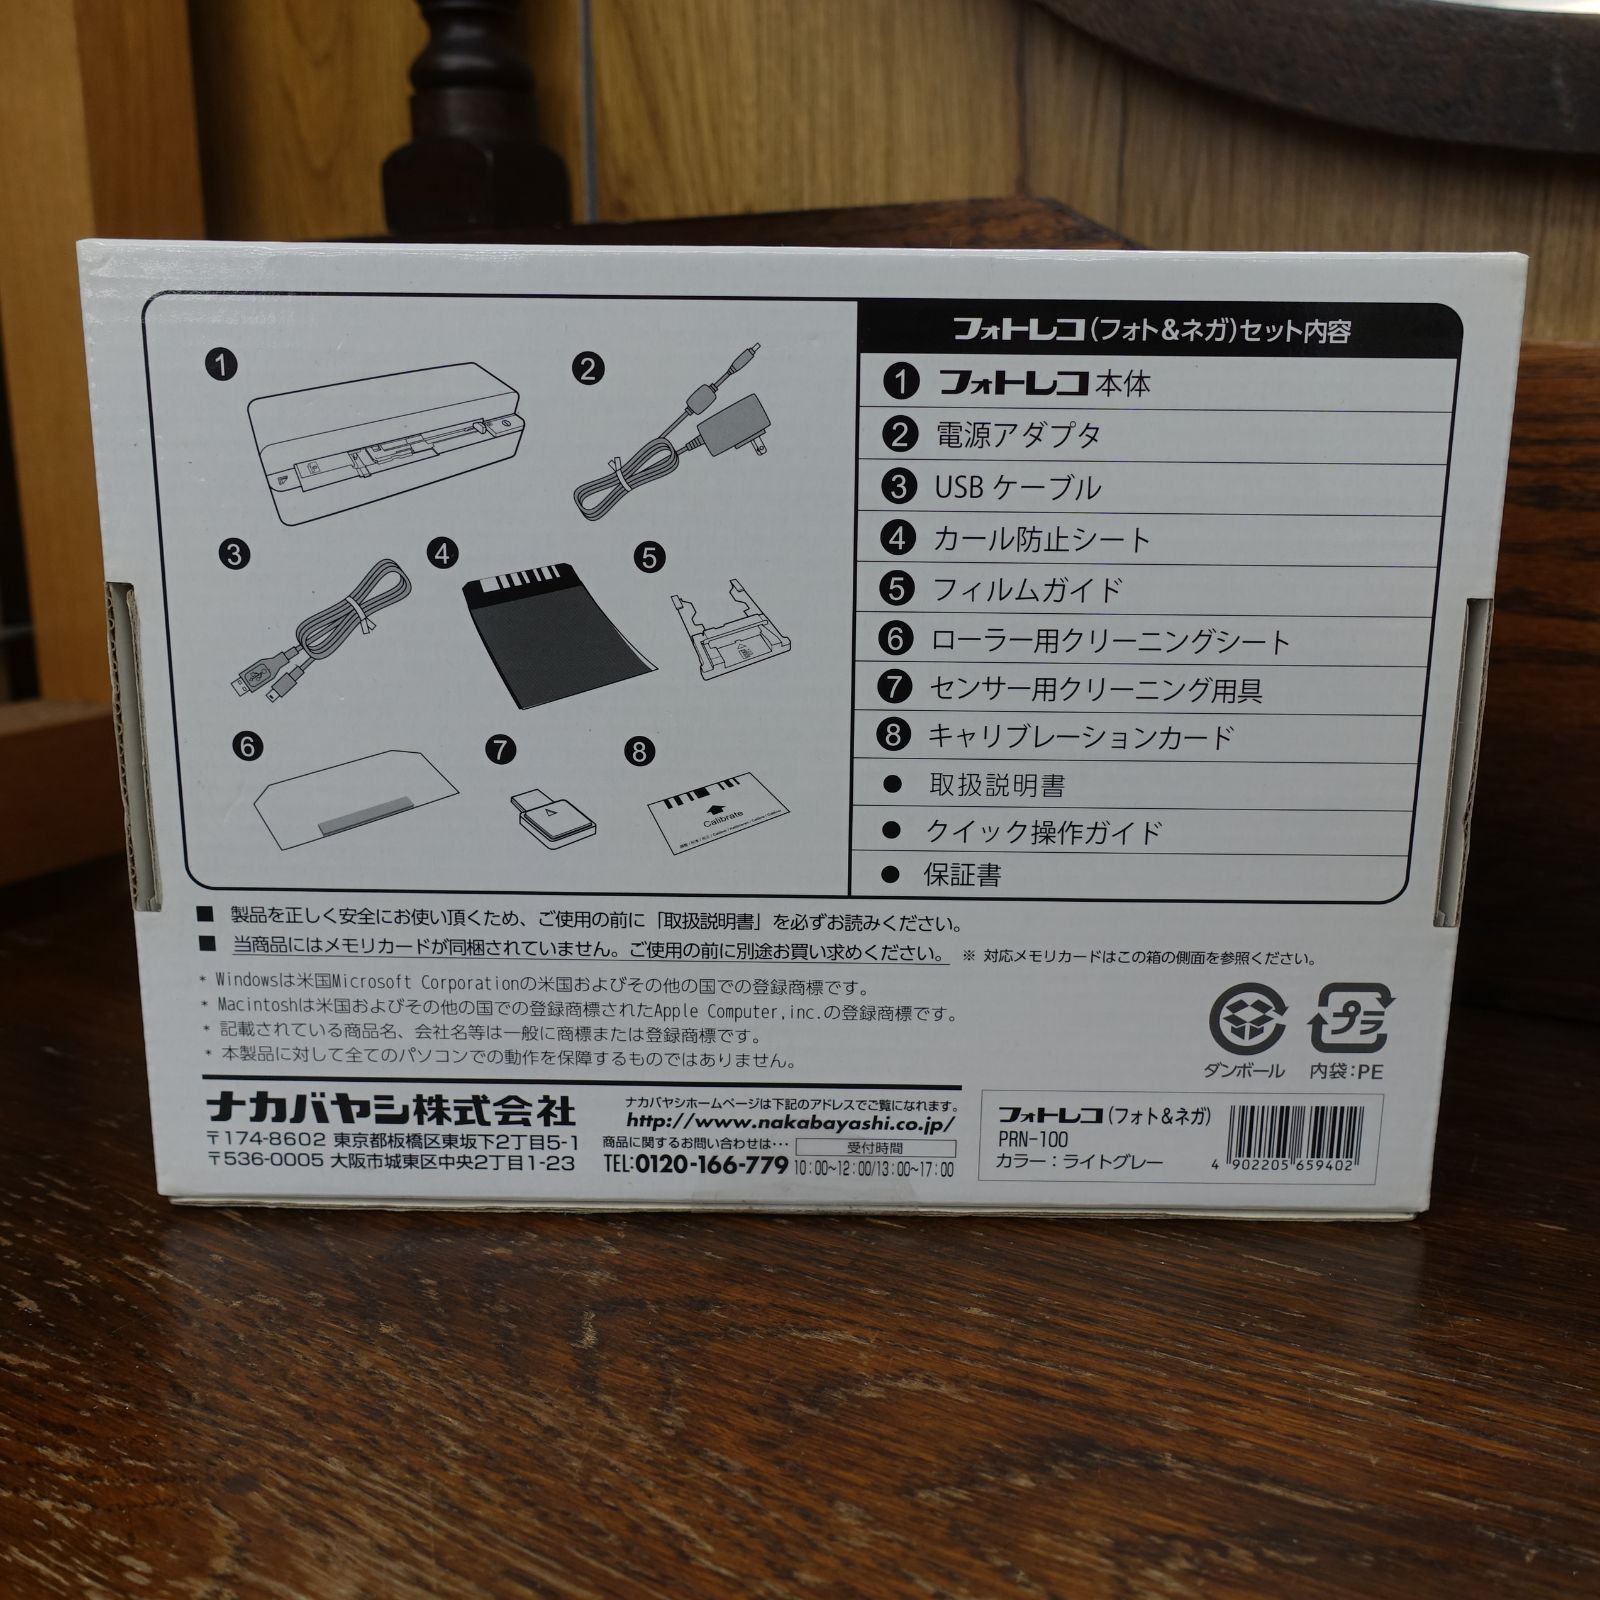 フォトレコ(フォト&ネガ)セット内容
1 フォトレコ本体
2 電源アダプタ
3 USB ケーブル
4 カール防止シート
5 フィルムガイド
6 ローラー用クリーニングシート
7 センサー用クリーニング用具
8 キャリブレーションカード
● 取扱説明書
● クイック操作ガイド
● 保証書
1
2
3
4
5
6
7
8
Calibrate
■ 製品を正しく安全にお使い頂くため、ご使用の前に「取扱説明書」を必ずお読みください。
■ 当商品にはメモリカードが同梱されていません。ご使用の前に別途お買い求めください。 ※ 対応メモリカードはこの箱の側面を参照ください。
* Windowsは米国Microsoft Corporationの米国およびその他の国での登録商標です。
* Macintoshは米国およびその他の国での登録商標されたApple Computer,inc.の登録商標です。
* 記載されている商品名、会社名等は一般に商標または登録商標です。
* 本製品に対して全てのパソコンでの動作を保障するものではありません。
プラ
ダンボール 内袋:PE
ナカバヤシ株式会社
〒174-8602 東京都板橋区東坂下2丁目5-1
〒536-0005 大阪市城東区中央2丁目1-23
ナカバヤシホームページは下記のアドレスでご覧になれます。
http://www.nakabayashi.co.jp/
商品に関するお問い合わせは… 受付時間
TEL:0120-166-779 10:00~12:00/13:00~17:00
フォトレコ(フォト&ネガ)
PRN-100
カラー:ライトグレー
4 902205 659402